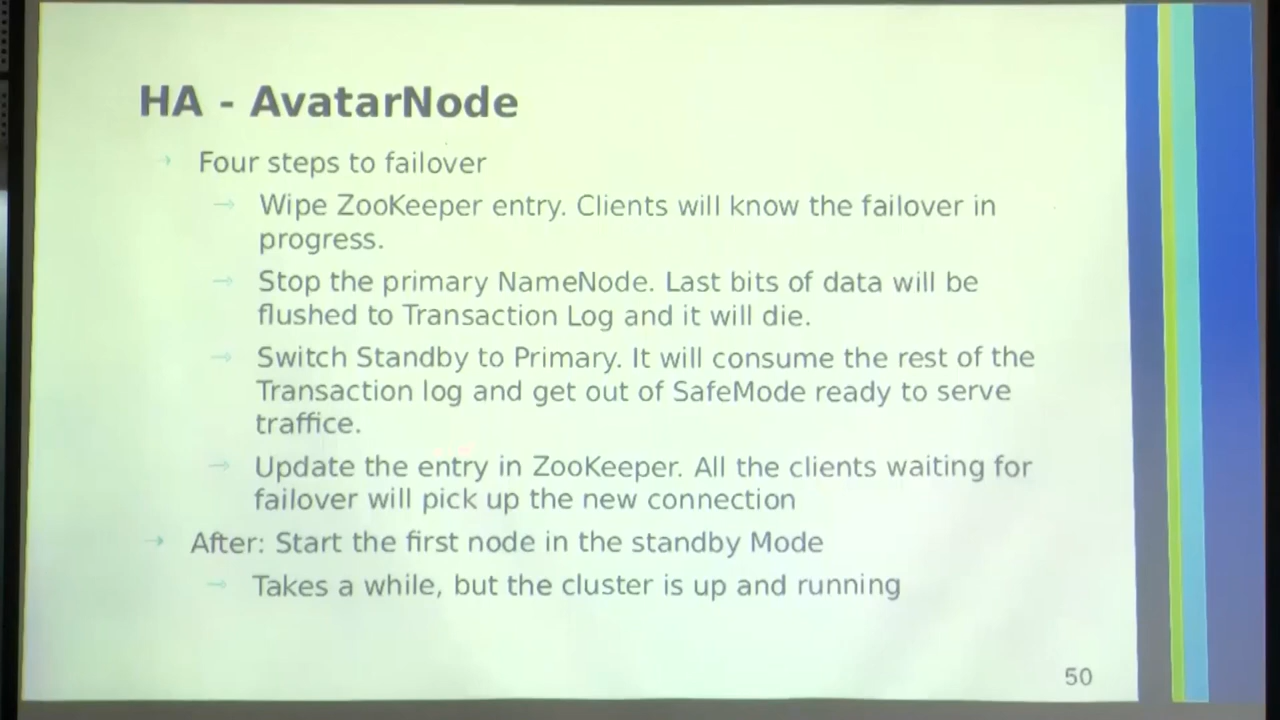 HA - AvatarNode
Four steps to failover
Wipe ZooKeeper entry. Clients will know the failover in
progress.
Stop the primary NameNode. Last bits of data will be
flushed to Transaction Log and it will die.
Switch Standby to Primary. It will consume the rest of the
Transaction log and get out of SafeMode ready to serve
traffice.
Update the entry in ZooKeeper. All the clients waiting for
failover will pick up the new connection
After: Start the first node in the standby Mode
Takes a while, but the cluster is up and running
50